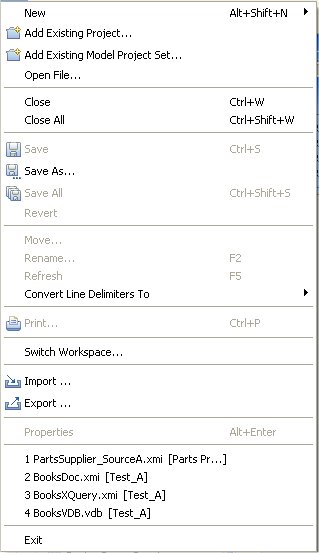 New Alt+Shift+N
Add Existing Project...
Add Existing Model Project Set...
Open File...
Close Ctrl+W
Close All Ctrl+Shift+W
Save Ctrl+S
Save As...
Save All Ctrl+Shift+S
Revert
Move...
Rename... F2
Refresh F5
Convert Line Delimiters To
Print... Ctrl+P
Switch Workspace...
Import ...
Export ...
Properties Alt+Enter
1 PartsSupplier_SourceA.xmi [Parts Pr...]
2 BooksDoc.xmi [Test_A]
3 BooksXQuery.xmi [Test_A]
4 BooksVDB.vdb [Test_A]
Exit